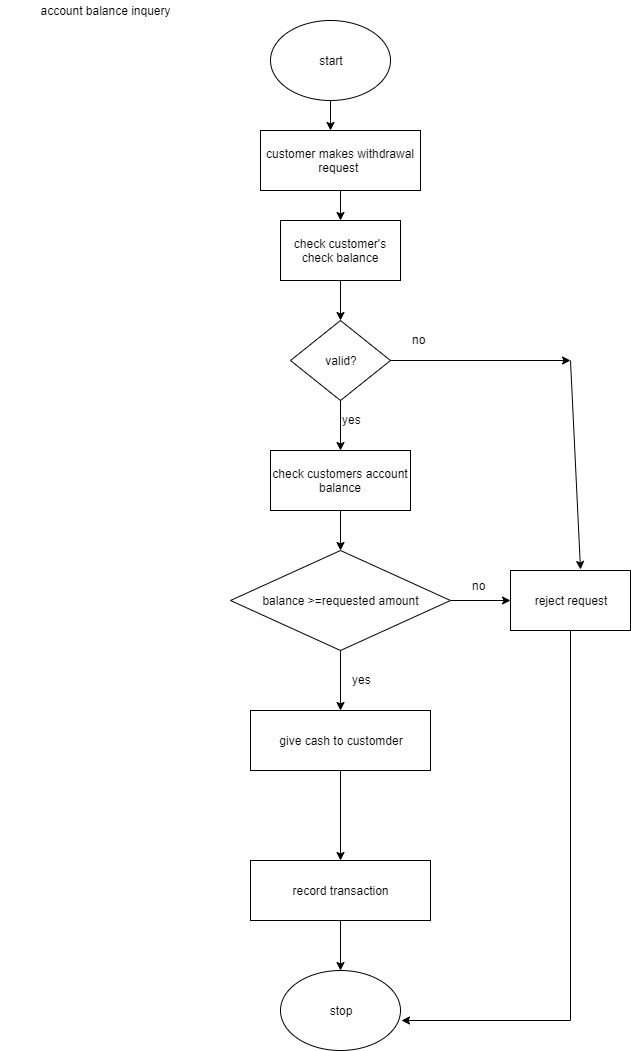 account balance inquery
start
customer makes withdrawal
request
check customer's
check balance
no
valid?
yes
check customers account
balance
no
balance >=requested amount
reject request
yes
give cash to customder
record transaction
stop